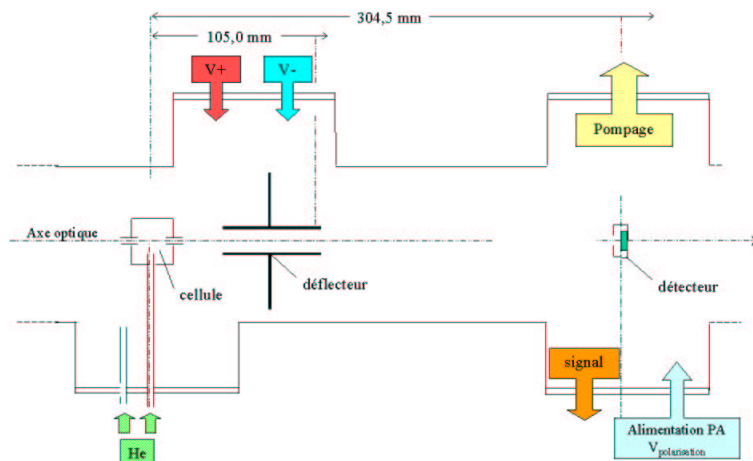 304,5 mm
105,0 mm
V+
V-
Pompage
Axe optique
cellule
déflecteur
détecteur
signal
He
Alimentation PA
Vpolarisation